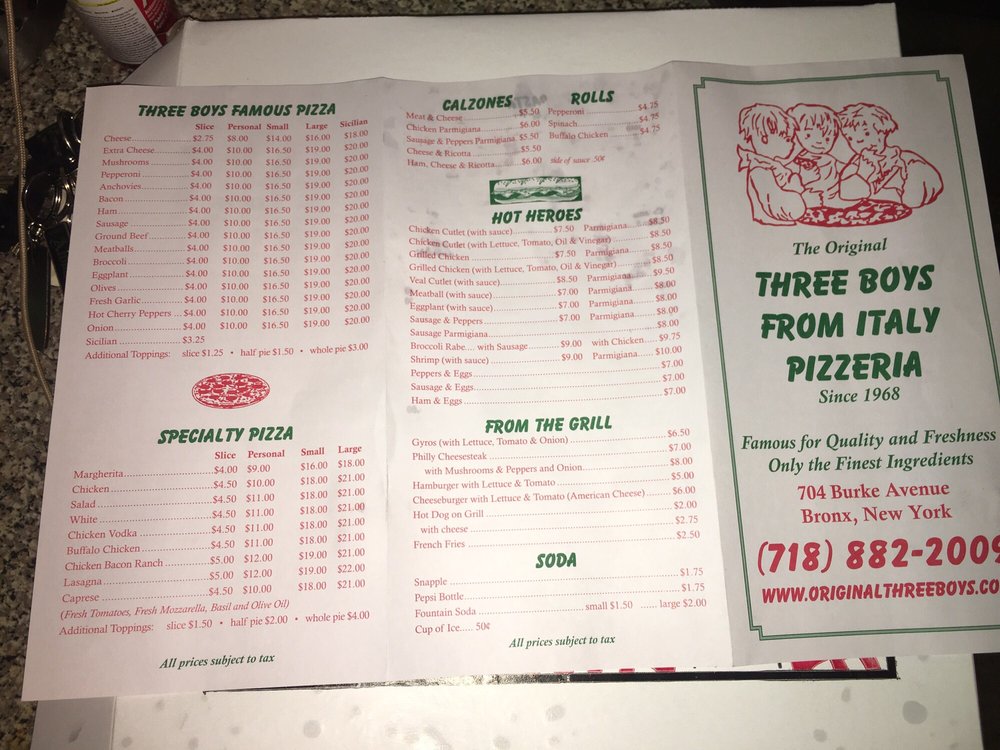 THREE BOYS FAMOUS PIZZA
Slice Personal Small Large Sicilian
Cheese $2.75 $8.00 $14.00 $16.00 $18.00
Extra Cheese $4.00 $10.00 $16.50 $19.00 $20.00
Mushrooms $4.00 $10.00 $16.50 $19.00 $20.00
Pepperoni $4.00 $10.00 $16.50 $19.00 $20.00
Anchovies $4.00 $10.00 $16.50 $19.00 $20.00
Bacon $4.00 $10.00 $16.50 $19.00 $20.00
Ham $4.00 $10.00 $16.50 $19.00 $20.00
Sausage $4.00 $10.00 $16.50 $19.00 $20.00
Ground Beef $4.00 $10.00 $16.50 $19.00 $20.00
Meatballs $4.00 $10.00 $16.50 $19.00 $20.00
Broccoli $4.00 $10.00 $16.50 $19.00 $20.00
Eggplant $4.00 $10.00 $16.50 $19.00 $20.00
Olives $4.00 $10.00 $16.50 $19.00 $20.00
Fresh Garlic $4.00 $10.00 $16.50 $19.00 $20.00
Hot Cherry Peppers $4.00 $10.00 $16.50 $19.00 $20.00
Onion $4.00 $10.00 $16.50 $19.00 $20.00
Sicilian $3.25
Additional Toppings: slice $1.25 • half pie $1.50 • whole pie $3.00
SPECIALTY PIZZA
Slice Personal Small Large
Margherita $4.00 $9.00 $16.00 $18.00
Chicken $4.50 $10.00 $18.00 $21.00
Salad $4.50 $11.00 $18.00 $21.00
White $4.50 $11.00 $18.00 $21.00
Chicken Vodka $4.50 $11.00 $18.00 $21.00
Buffalo Chicken $4.50 $11.00 $18.00 $21.00
Chicken Bacon Ranch $5.00 $12.00 $19.00 $21.00
Lasagna $5.00 $12.00 $19.00 $22.00
Caprese $4.50 $10.00 $18.00 $21.00
(Fresh Tomatoes, Fresh Mozzarella, Basil and Olive Oil)
Additional Toppings: slice $1.50 • half pie $2.00 • whole pie $4.00
All prices subject to tax
CALZONES
Meat & Cheese $5.50
Chicken Parmigiana $6.00
Sausage & Peppers Parmigiana $5.50
Cheese & Ricotta $5.50
Ham, Cheese & Ricotta $6.00 side of sauce .50¢
ROLLS
Pepperoni $4.75
Spinach $4.75
Buffalo Chicken $4.75
HOT HEROES
Chicken Cutlet (with sauce) $7.50 Parmigiana $8.50
Chicken Cutlet (with Lettuce, Tomato, Oil & Vinegar) $8.50
Grilled Chicken $7.50 Parmigiana $8.50
Grilled Chicken (with Lettuce, Tomato, Oil & Vinegar) $8.50
Veal Cutlet (with sauce) $8.50 Parmigiana $9.50
Meatball (with sauce) $7.00 Parmigiana $8.00
Eggplant (with sauce) $7.00 Parmigiana $8.00
Sausage & Peppers $7.00 Parmigiana $8.00
Sausage Parmigiana $8.00
Broccoli Rabe.... with Sausage $9.00 with Chicken $9.75
Shrimp (with sauce) $9.00 Parmigiana $10.00
Peppers & Eggs $7.00
Sausage & Eggs $7.00
Ham & Eggs $7.00
FROM THE GRILL
Gyros (with Lettuce, Tomato & Onion) $6.50
Philly Cheesesteak $7.00
with Mushrooms & Peppers and Onion $8.00
Hamburger with Lettuce & Tomato $5.00
Cheeseburger with Lettuce & Tomato (American Cheese) $6.00
Hot Dog on Grill $2.00
with cheese $2.75
French Fries $2.50
SODA
Snapple $1.75
Pepsi Bottle $1.75
Fountain Soda small $1.50 ...... large $2.00
Cup of Ice..... 50¢
All prices subject to tax
The Original
THREE BOYS
FROM ITALY
PIZZERIA
Since 1968
Famous for Quality and Freshness
Only the Finest Ingredients
704 Burke Avenue
Bronx, New York
(718) 882-2009
WWW.ORIGINALTHREEBOYS.CO